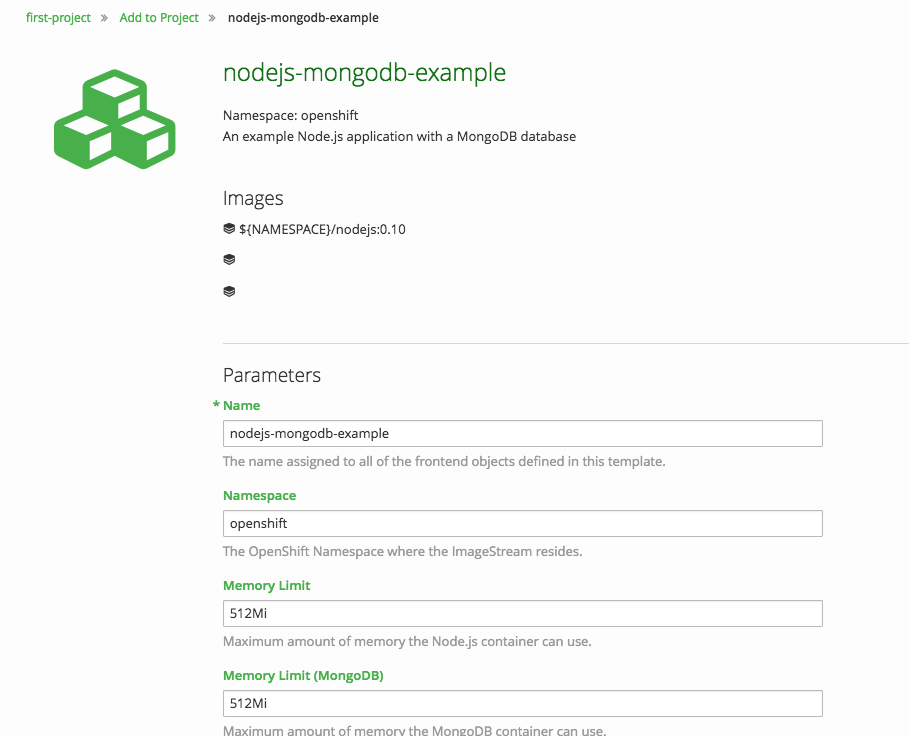 first-project » Add to Project » nodejs-mongodb-example
nodejs-mongodb-example
Namespace: openshift
An example Node.js application with a MongoDB database
Images
${NAMESPACE}/nodejs:0.10
Parameters
* Name
nodejs-mongodb-example
The name assigned to all of the frontend objects defined in this template.
Namespace
openshift
The OpenShift Namespace where the ImageStream resides.
Memory Limit
512Mi
Maximum amount of memory the Node.js container can use.
Memory Limit (MongoDB)
512Mi
Maximum amount of memory the MongoDB container can use.